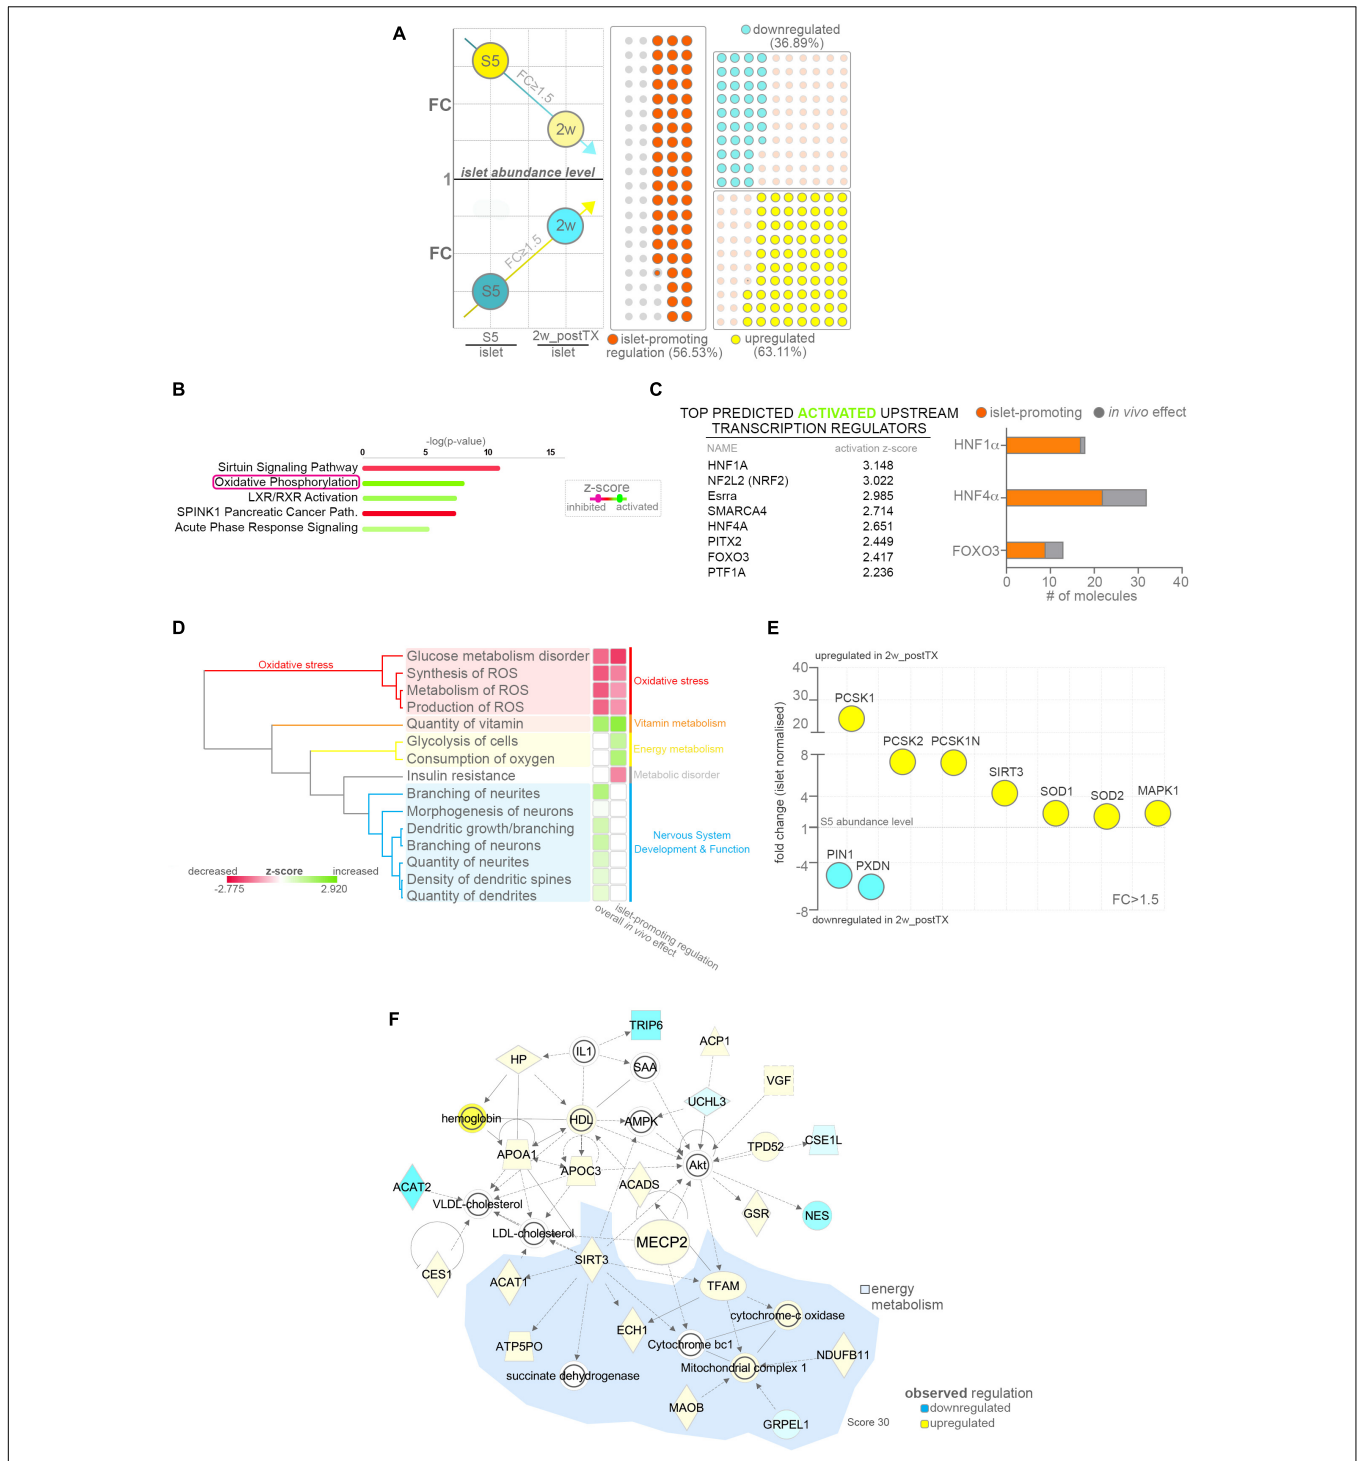 A
S5
FC≥1.5
FC
2w
islet abundance level
1
2w
FC≥1.5
FC
S5
S5
islet
2w_postTX
islet
islet-promoting
regulation (56.53%)
downregulated
(36.89%)
upregulated
(63.11%)
B
-log(p-value)
0 5 10 15
Sirtuin Signaling Pathway
Oxidative Phosphorylation
LXR/RXR Activation
SPINK1 Pancreatic Cancer Path.
Acute Phase Response Signaling
z-score
inhibited activated
C
TOP PREDICTED ACTIVATED UPSTREAM
TRANSCRIPTION REGULATORS
NAME activation z-score
HNF1A 3.148
NF2L2 (NRF2) 3.022
Esrra 2.985
SMARCA4 2.714
HNF4A 2.651
PITX2 2.449
FOXO3 2.417
PTF1A 2.236
islet-promoting in vivo effect
HNF1α
HNF4α
FOXO3
0 10 20 30 40
# of molecules
D
Oxidative stress
Glucose metabolism disorder
Synthesis of ROS
Metabolism of ROS
Production of ROS
Quantity of vitamin
Glycolysis of cells
Consumption of oxygen
Insulin resistance
Branching of neurites
Morphogenesis of neurons
Dendritic growth/branching
Branching of neurons
Quantity of neurites
Density of dendritic spines
Quantity of dendrites
Oxidative stress
Vitamin metabolism
Energy metabolism
Metabolic disorder
Nervous System
Development & Function
decreased z-score increased
-2.775 2.920
islet-promoting regulation
overall in vivo effect
E
upregulated in 2w_postTX
fold change (islet normalised)
40
30
20
8
4
1
-4
-8
PCSK1
PCSK2
PCSK1N
SIRT3
SOD1
SOD2
MAPK1
S5 abundance level
PIN1
PXDN
FC>1.5
downregulated in 2w_postTX
F
TRIP6
ACP1
IL1
HP
SAA
VGF
UCHL3
hemoglobin
HDL
AMPK
TPD52
CSE1L
APOA1
APOC3
Akt
ACAT2
ACADS
VLDL-cholesterol
GSR
NES
LDL-cholesterol
MECP2
SIRT3
CES1
ACAT1
TFAM
energy
metabolism
cytochrome-c oxidase
ECH1
ATP5PO
Cytochrome bc1
NDUFB11
Mitochondrial complex 1
succinate dehydrogenase
MAOB
GRPEL1
Score 30
observed regulation
downregulated
upregulated